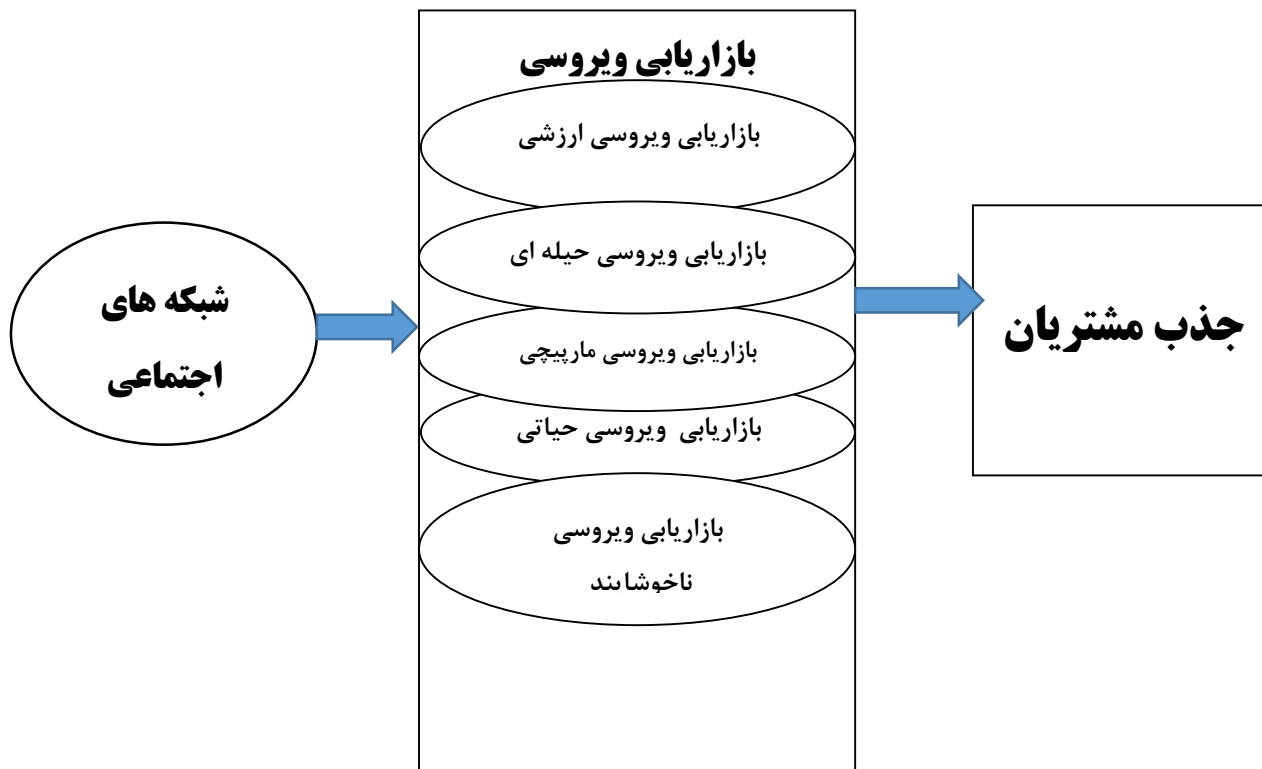 بازاریابی ویروسی
بازاریابی ویروسی ارزشی
بازاریابی ویروسی حیله ای
بازاریابی ویروسی مارپیچی
بازاریابی ویروسی حیاتی
بازاریابی ویروسی
ناخوشایند
شبکه های
اجتماعی
جذب مشتریان